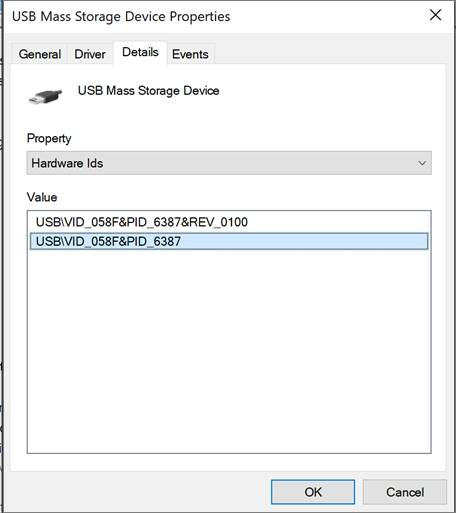 USB Mass Storage Device Properties
General Driver Details Events
USB Mass Storage Device
Property
Hardware Ids
Value
USB\VID_058F&PID_6387&REV_0100
USB\VID_058F&PID_6387
OK Cancel